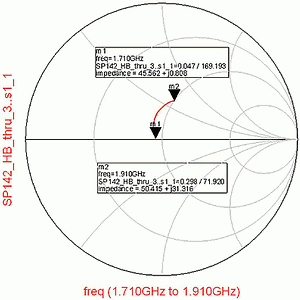 m1
freq=1.710GHz
SP142_HB_thru_3..s1_1=0.047 / 169.193
impedance = 45.562 + j0.808
m2
m1
m2
freq=1.910GHz
SP142_HB_thru_3..s1_1=0.298 / 71.920
impedance = 50.415 + j31.316
SP142_HB_thru_3..s1_1
freq (1.710GHz to 1.910GHz)